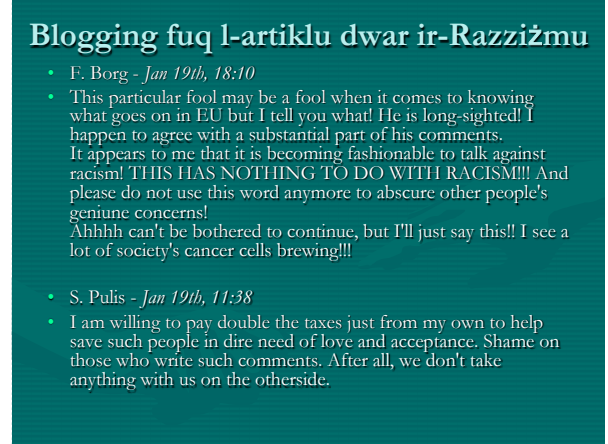 Blogging fuq l-artiklu dwar ir-Razziżmu
• F. Borg - Jan 19th, 18:10
• This particular fool may be a fool when it comes to knowing
what goes on in EU but I tell you what! He is long-sighted! I
happen to agree with a substantial part of his comments.
It appears to me that it is becoming fashionable to talk against
racism! THIS HAS NOTHING TO DO WITH RACISM!!! And
please do not use this word anymore to abscure other people's
geniune concerns!
Ahhhh can't be bothered to continue, but I'll just say this!! I see a
lot of society's cancer cells brewing!!!
• S. Pulis - Jan 19th, 11:38
• I am willing to pay double the taxes just from my own to help
save such people in dire need of love and acceptance. Shame on
those who write such comments. After all, we don't take
anything with us on the otherside.